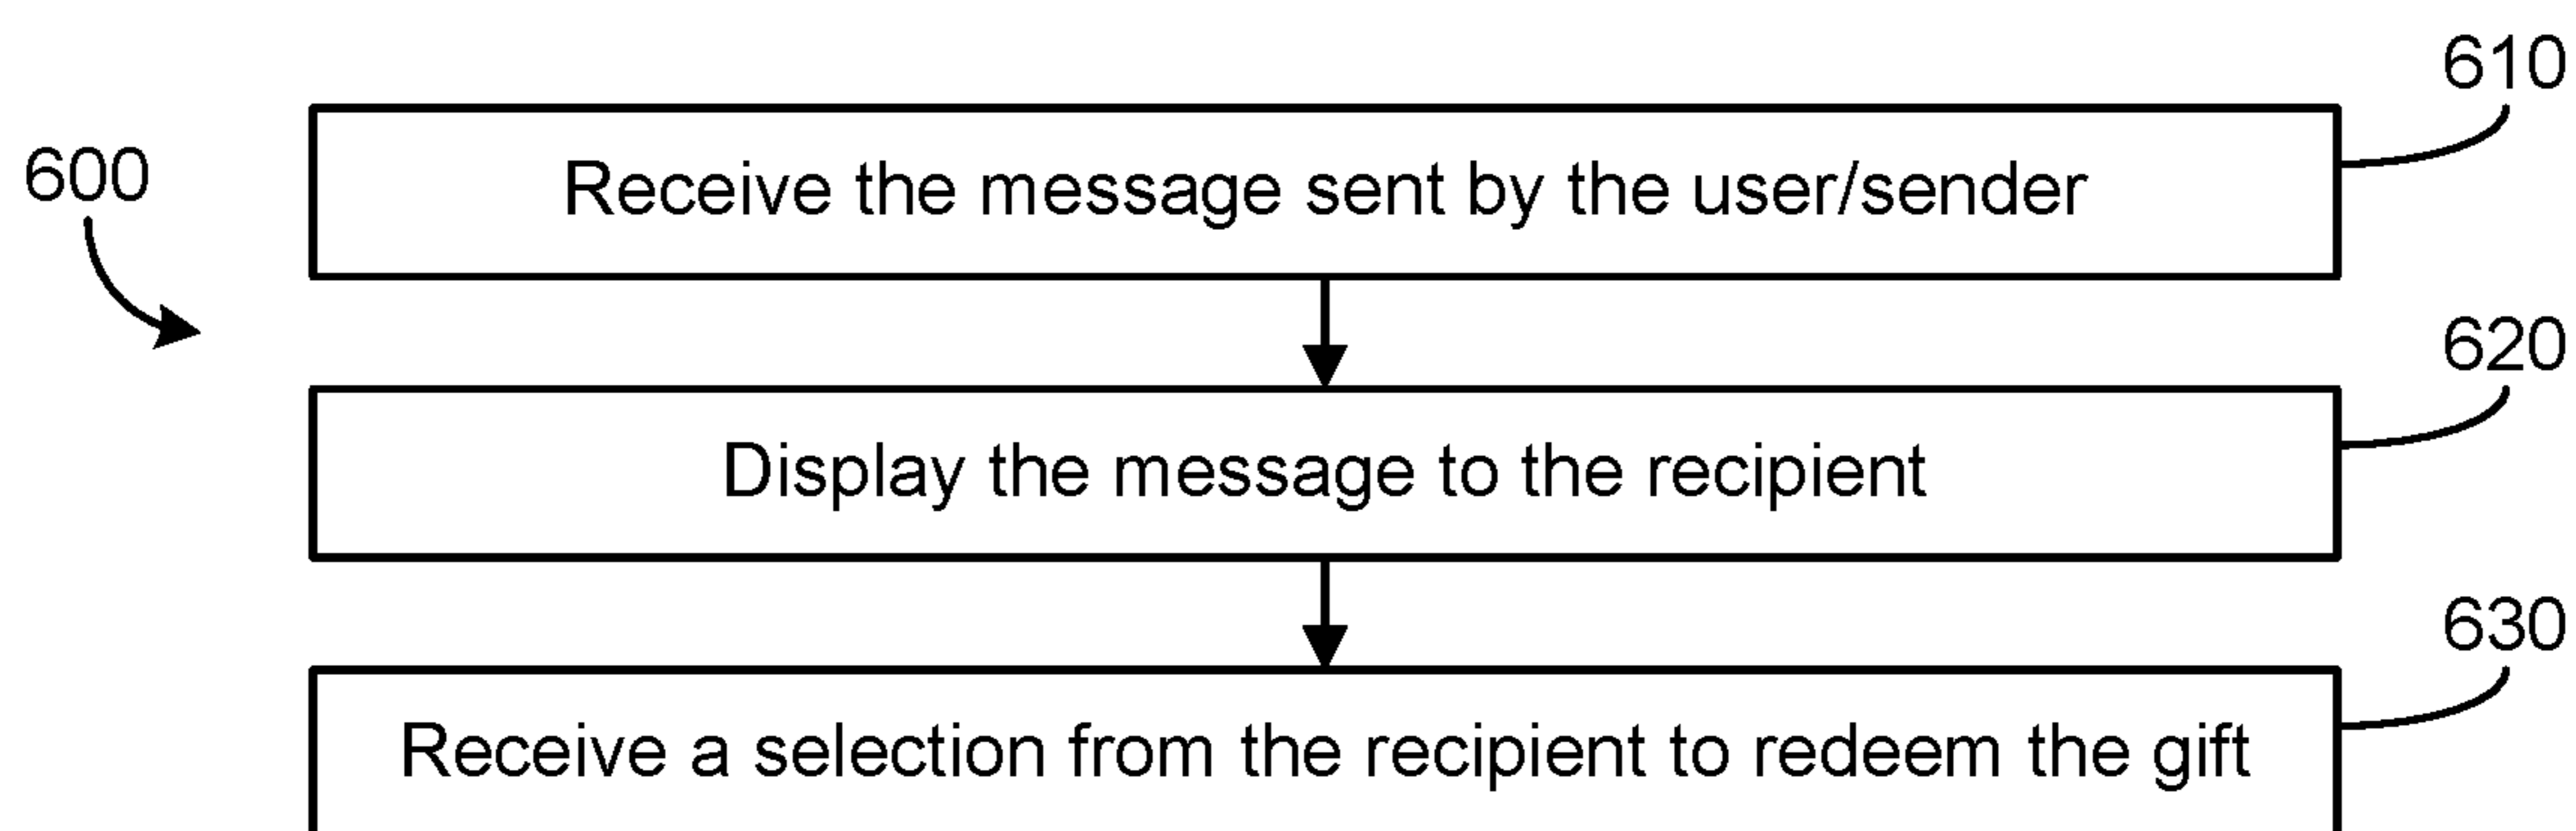 610
600
Receive the message sent by the user/sender
620
Display the message to the recipient
630
Receive a selection from the recipient to redeem the gift